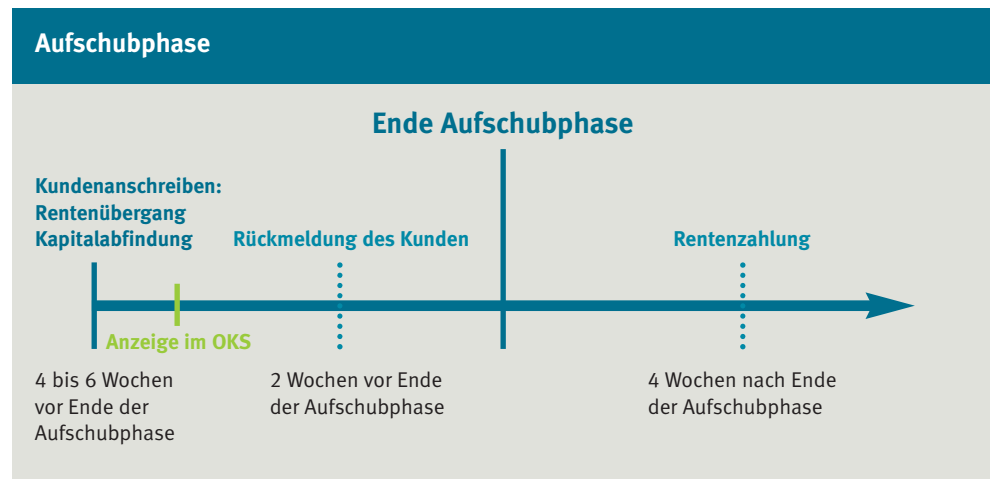 Aufschubphase
Ende Aufschubphase
Kundenanschreiben:
Rentenübergang
Kapitalabfindung
Rückmeldung des Kunden
Rentenzahlung
Anzeige im OKS
4 bis 6 Wochen
vor Ende der
Aufschubphase
2 Wochen vor Ende
der Aufschubphase
4 Wochen nach Ende
der Aufschubphase